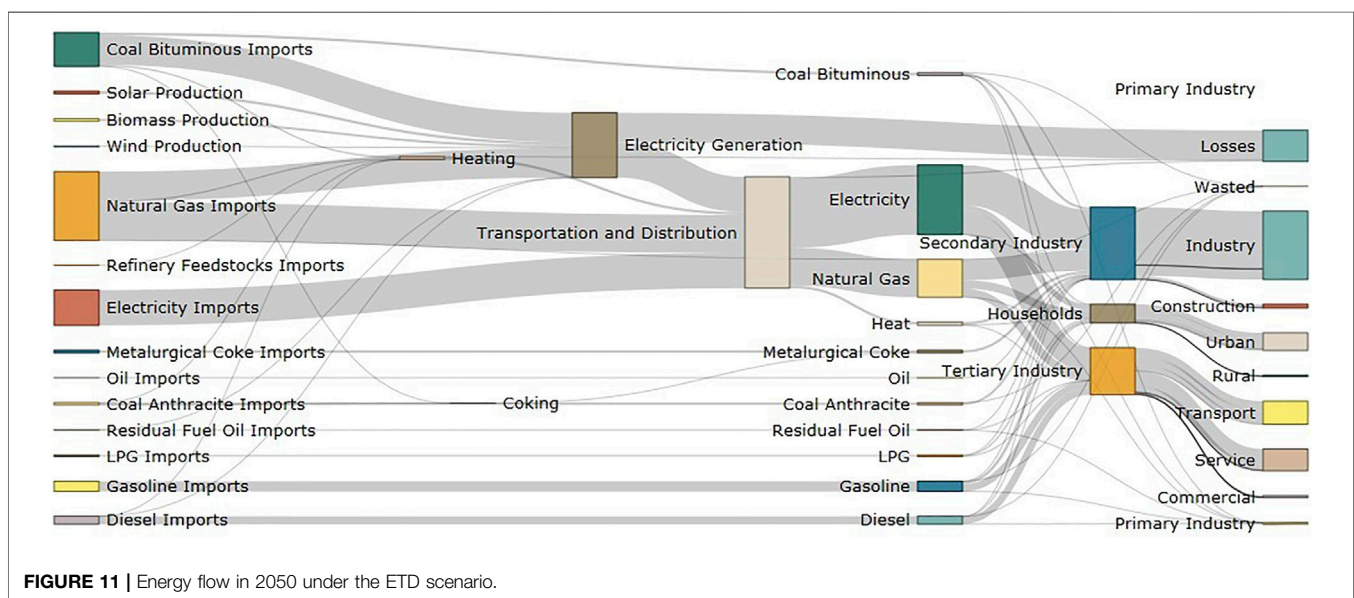 Coal Bituminous Imports
Solar Production
Biomass Production
Wind Production
Natural Gas Imports
Refinery Feedstocks Imports
Electricity Imports
Metalurgical Coke Imports
Oil Imports
Coal Anthracite Imports
Residual Fuel Oil Imports
LPG Imports
Gasoline Imports
Diesel Imports
Heating
Coking
Electricity Generation
Transportation and Distribution
Coal Bituminous
Electricity
Natural Gas
Heat
Metalurgical Coke
Oil
Coal Anthracite
Residual Fuel Oil
LPG
Gasoline
Diesel
Secondary Industry
Households
Tertiary Industry
Primary Industry
Losses
Wasted
Industry
Construction
Urban
Rural
Transport
Service
Commercial
Primary Industry
FIGURE 11 | Energy flow in 2050 under the ETD scenario.